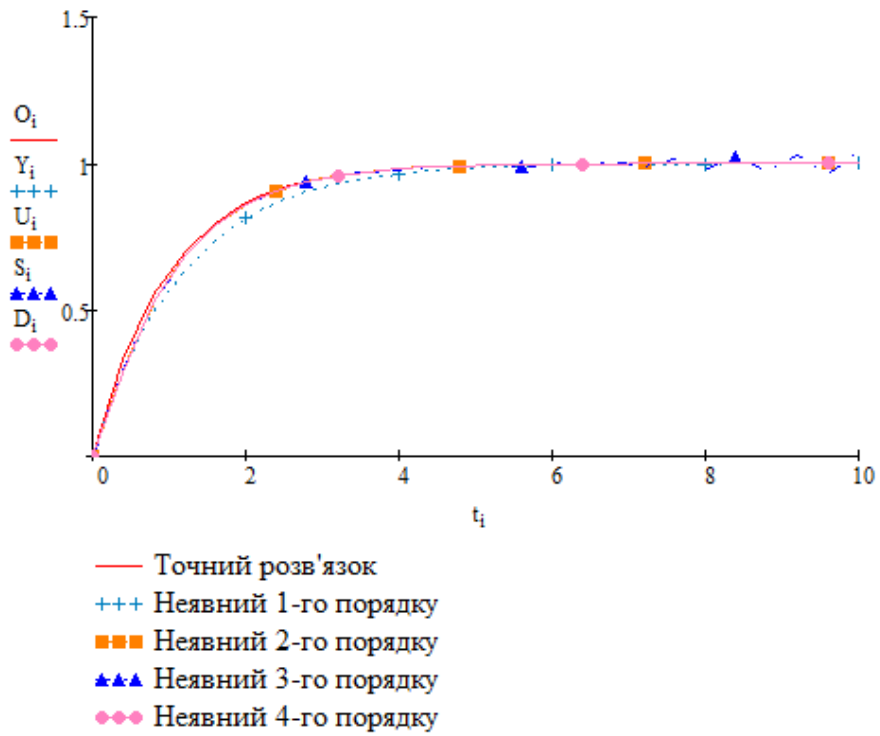 1.5
O_i
1
Y_i
U_i
S_i
0.5
D_i
0 2 4 6 8 10
t_i
Точний розв'язок
Неявний 1-го порядку
Неявний 2-го порядку
Неявний 3-го порядку
Неявний 4-го порядку